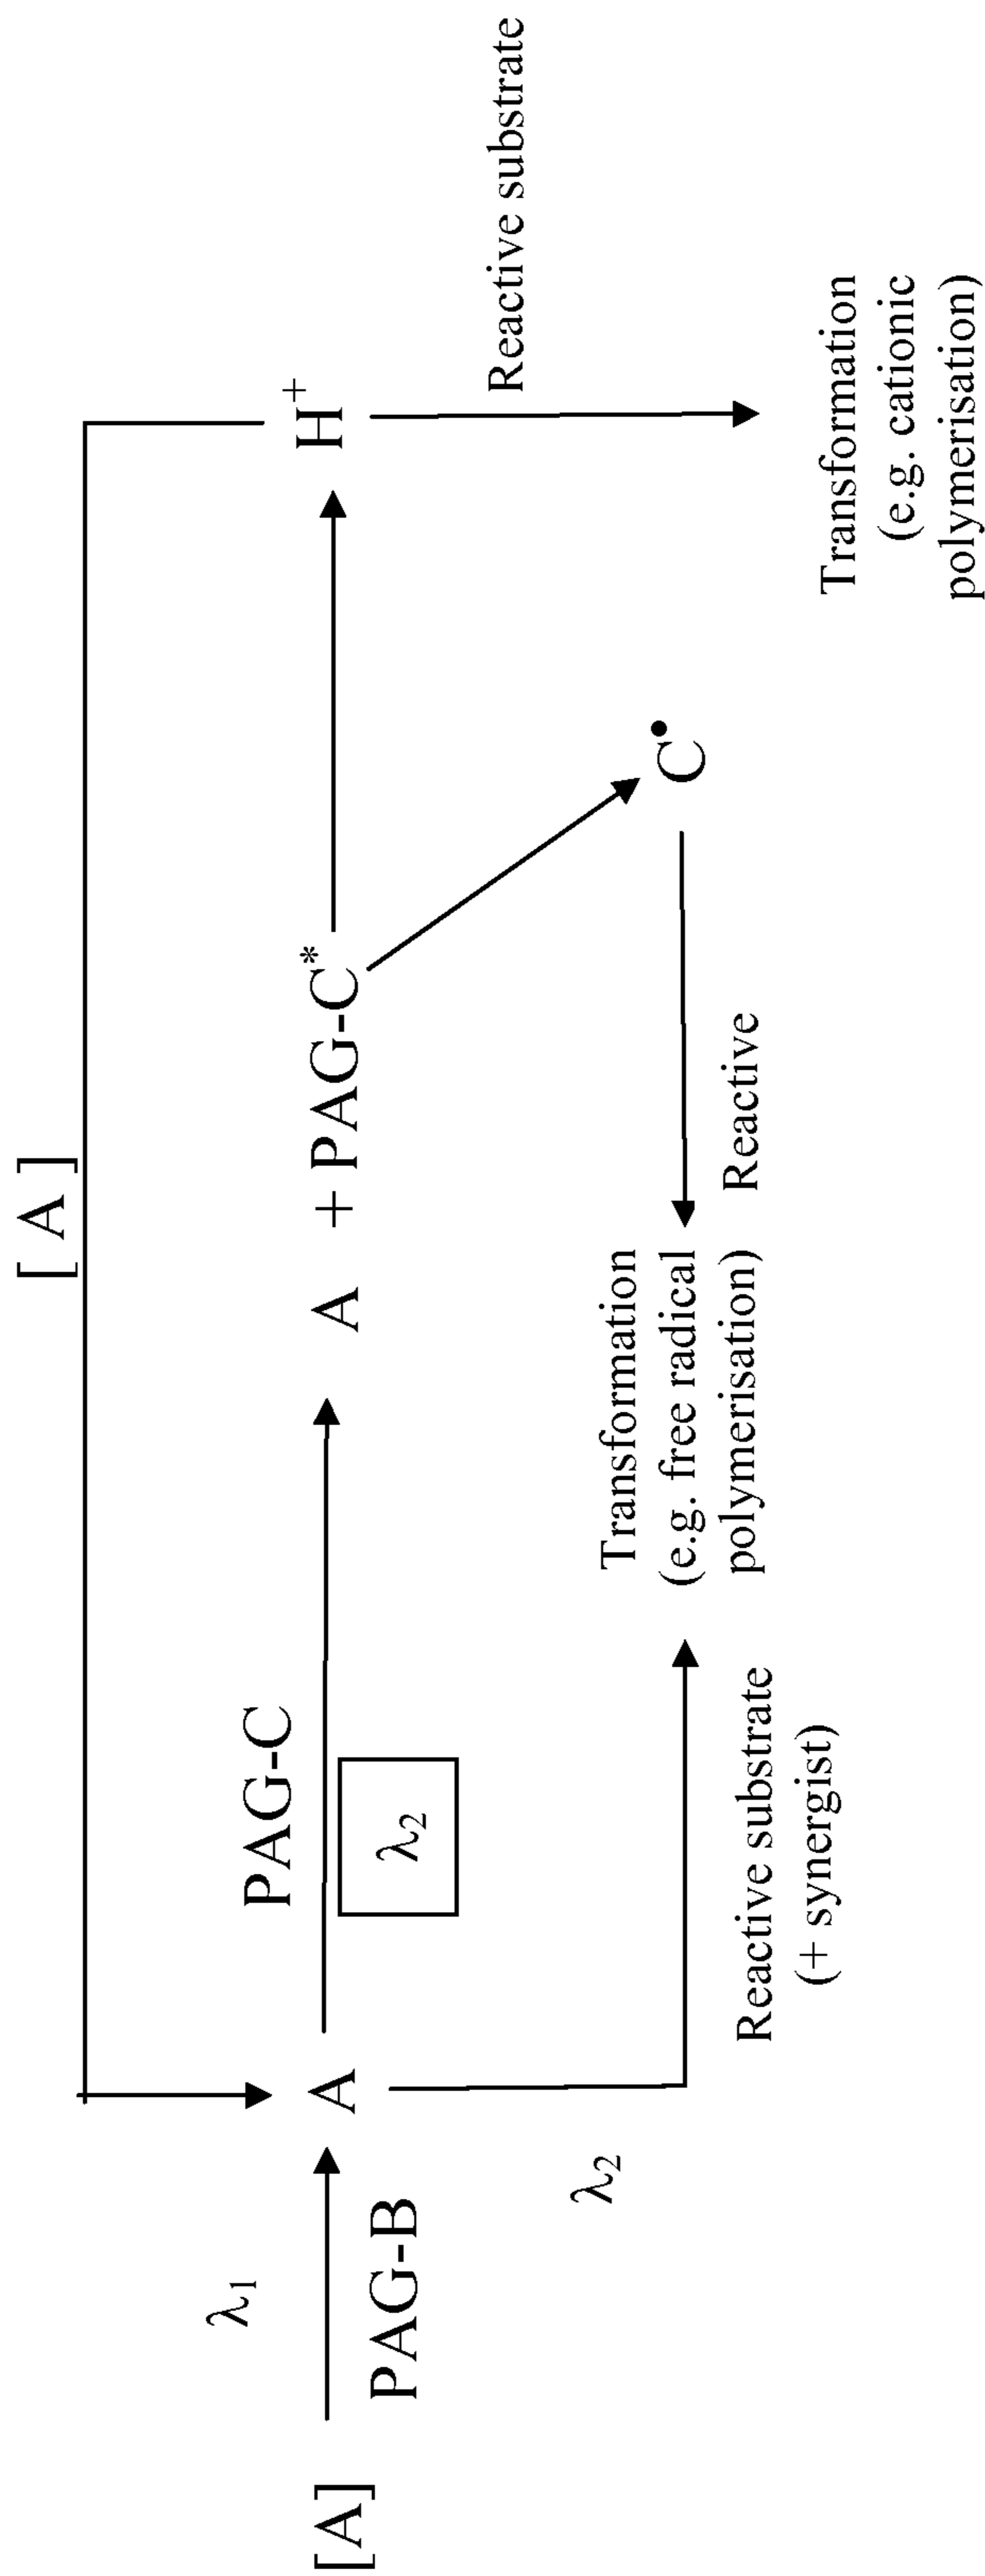 [ A ]
λ1
[A]
PAG-B
A
PAG-C
λ2
A + PAG-C*
H+
λ2
Reactive substrate
(+ synergist)
Transformation
(e.g. free radical
polymerisation)
Reactive
C•
Reactive substrate
Transformation
(e.g. cationic
polymerisation)